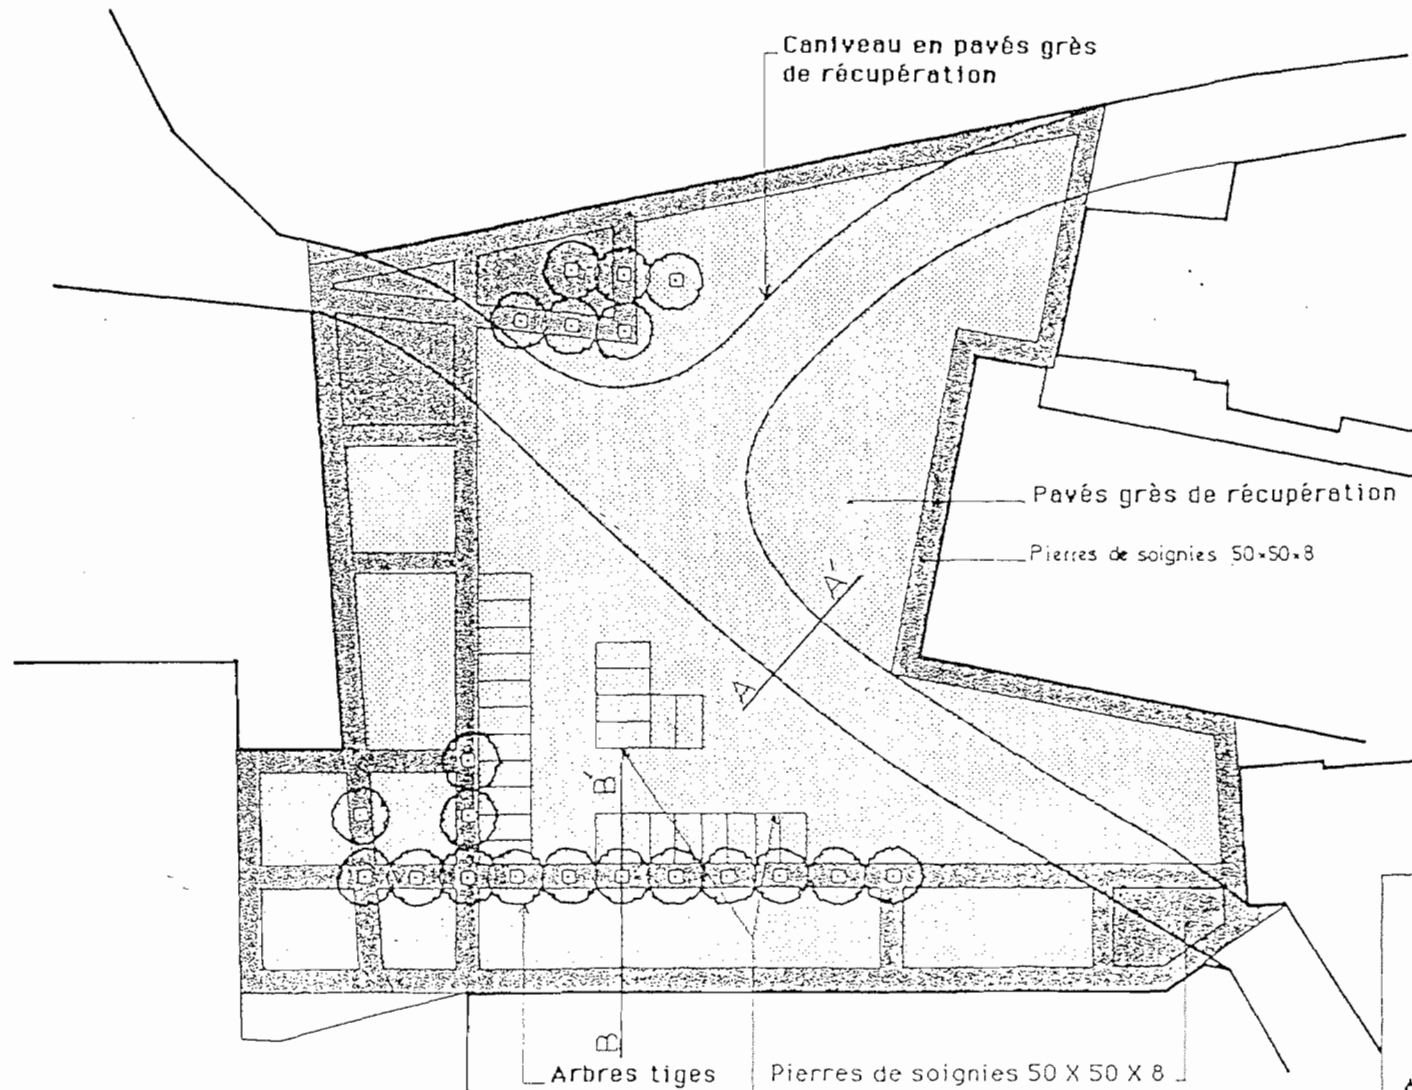 Caniveau en pavés grès
de récupération
Pavés grès de récupération
Pierres de soignies 50×50×8
A'
A
B'
B
Arbres tiges
Pierres de soignies 50 X 50 X 8